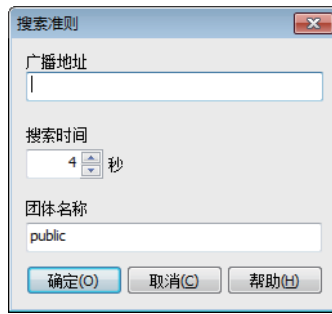 搜索准则
广播地址
搜索时间
4 秒
团体名称
public
确定(O) 取消(C) 帮助(H)